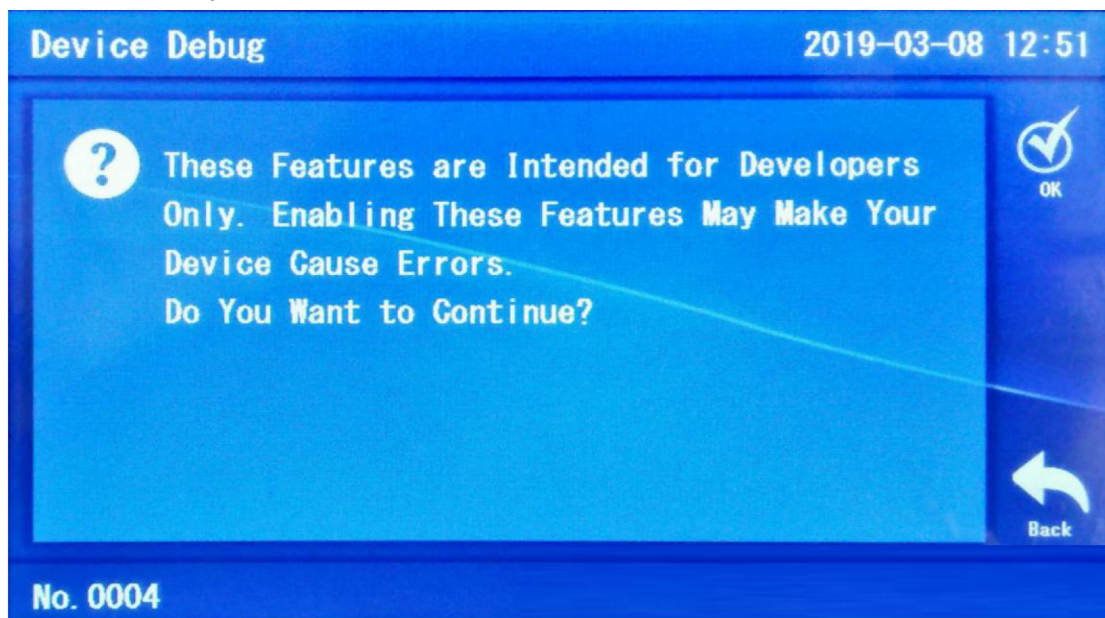 Device Debug
2019-03-08 12:51
?
These Features are Intended for Developers
Only. Enabling These Features May Make Your
Device Cause Errors.
Do You Want to Continue?
OK
Back
No. 0004